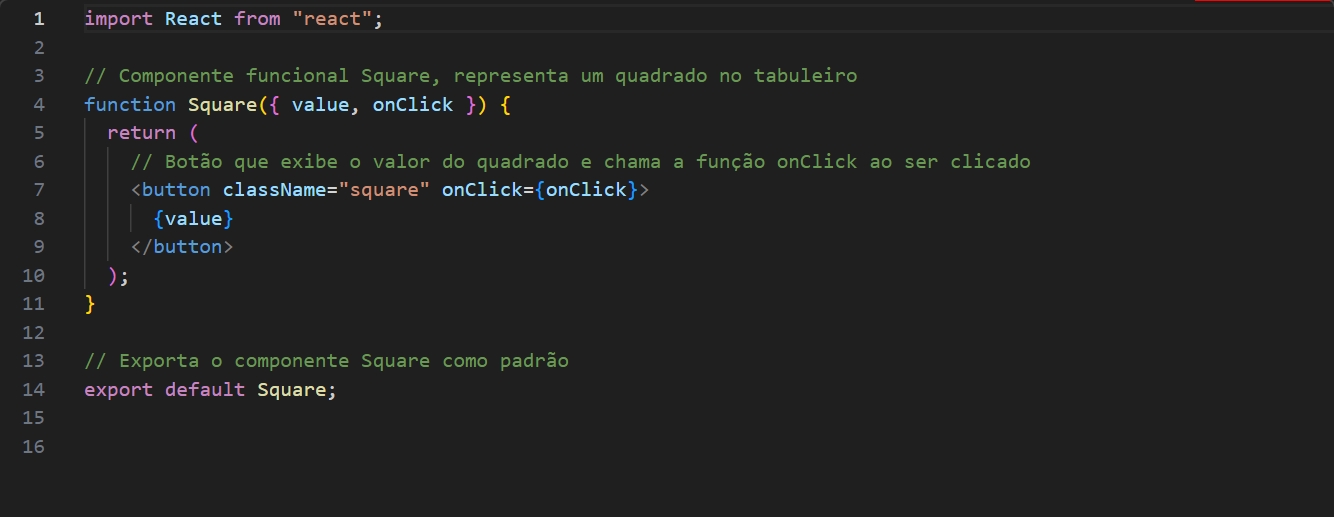 1 import React from "react";
2
3 // Componente funcional Square, representa um quadrado no tabuleiro
4 function Square({ value, onClick }) {
5 return (
6 // Botão que exibe o valor do quadrado e chama a função onClick ao ser clicado
7 <button className="square" onClick={onClick}>
8 {value}
9 </button>
10 );
11 }
12
13 // Exporta o componente Square como padrão
14 export default Square;
15
16